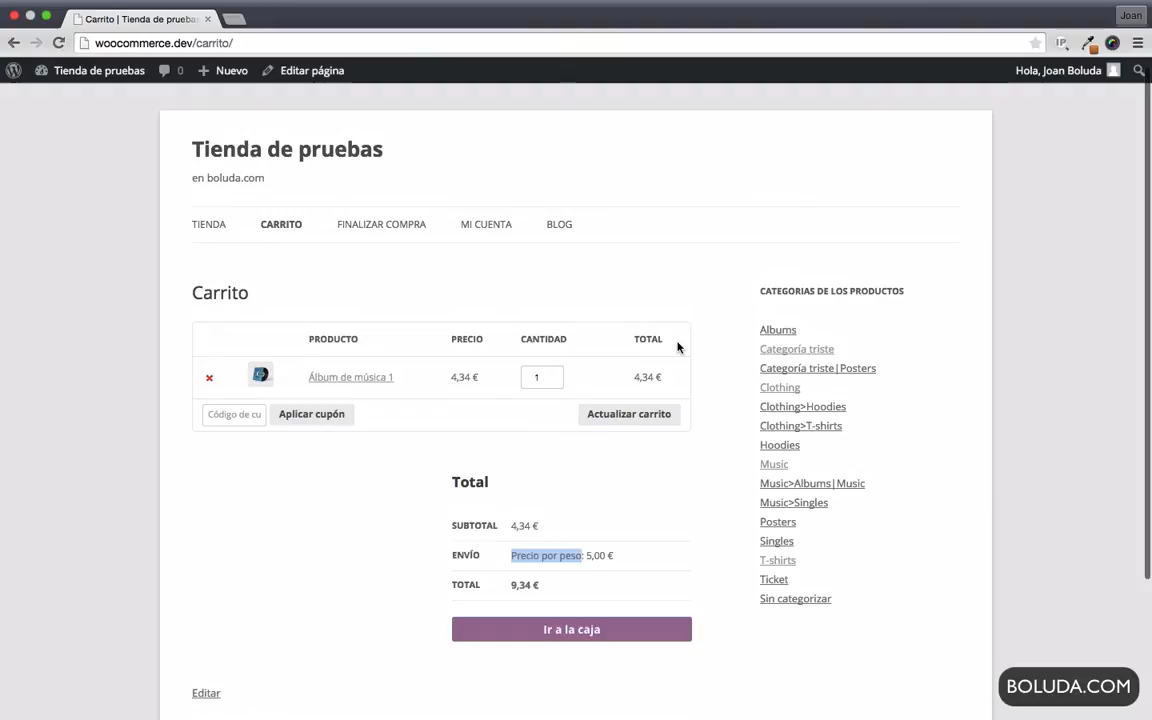 Carrito | Tienda de prueba
Joan
woocommerce.dev/carrito/
IP
Tienda de pruebas 0 Nuevo Editar página Hola, Joan Boluda
Tienda de pruebas
en boluda.com
TIENDA CARRITO FINALIZAR COMPRA MI CUENTA BLOG
Carrito
PRODUCTO PRECIO CANTIDAD TOTAL
Álbum de música 1 4,34 € 1 4,34 €
Código de cu Aplicar cupón Actualizar carrito
Total
SUBTOTAL 4,34 €
ENVÍO Precio por peso: 5,00 €
TOTAL 9,34 €
Ir a la caja
Editar
CATEGORIAS DE LOS PRODUCTOS
Albums
Categoría triste
Categoría triste|Posters
Clothing
Clothing>Hoodies
Clothing>T-shirts
Hoodies
Music
Music>Albums|Music
Music>Singles
Posters
Singles
T-shirts
Ticket
Sin categorizar
BOLUDA.COM